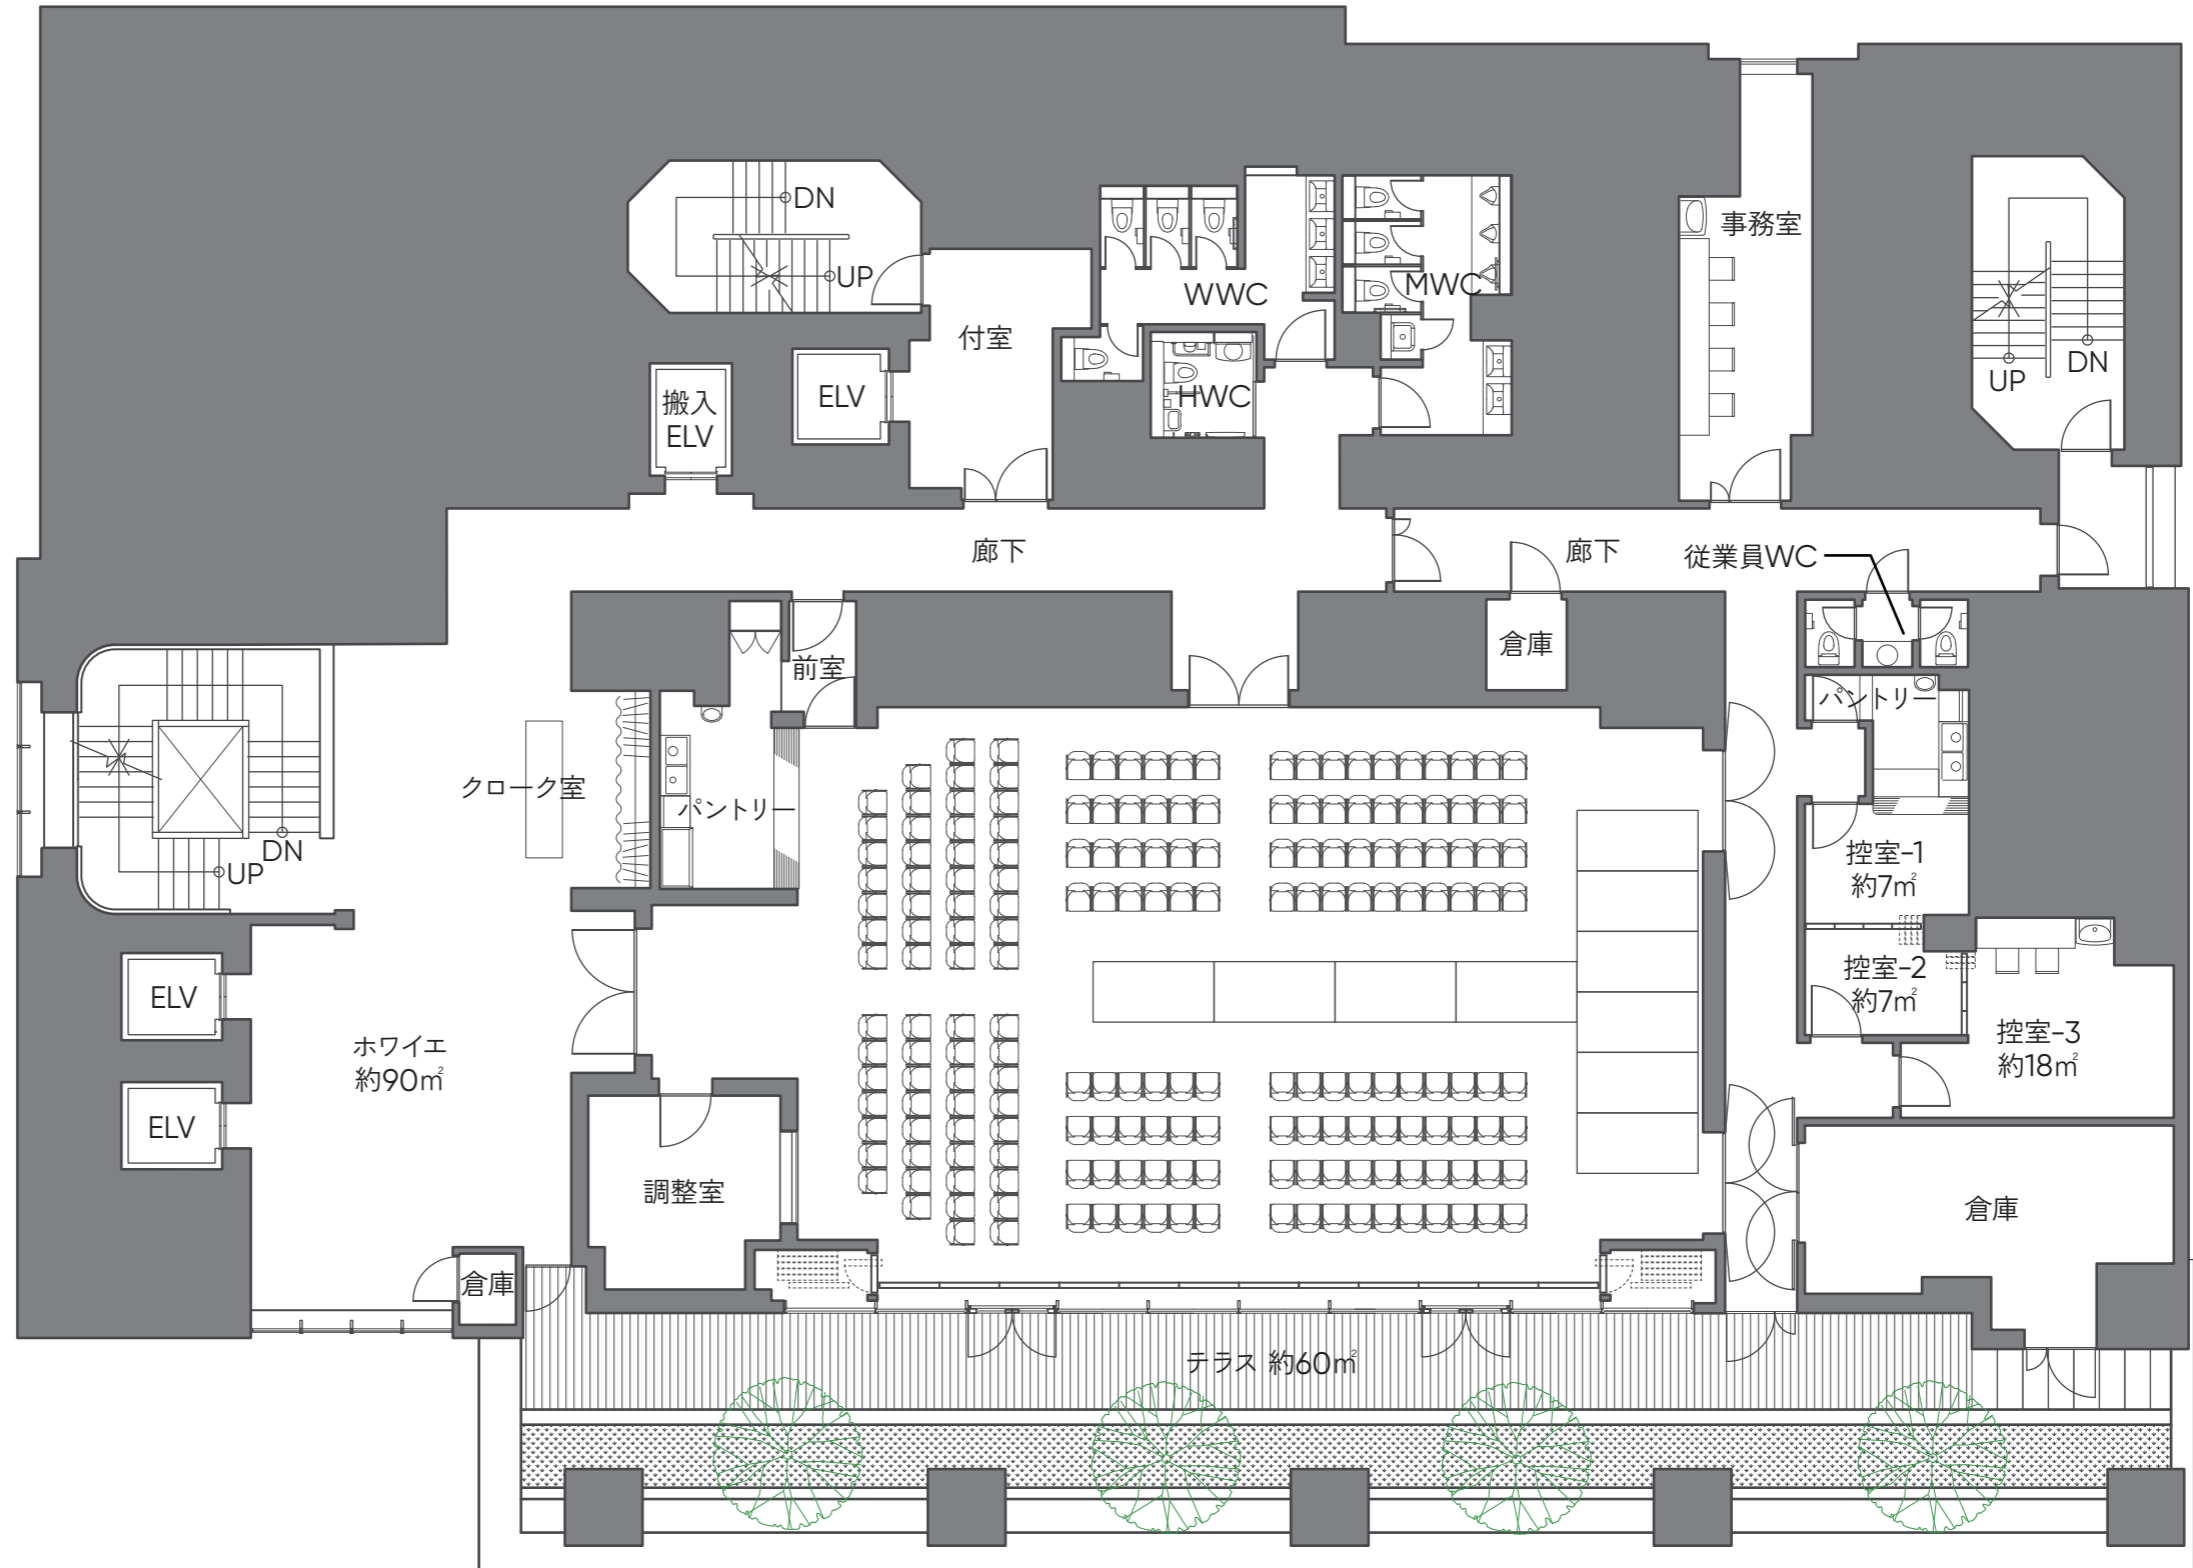 DN
UP
付室
搬入
ELV
ELV
WWC
HWC
MWC
事務室
UP
DN
廊下
廊下
従業員WC
倉庫
前室
パントリー
クローク室
パントリー
DN
UP
控室-1
約7㎡
控室-2
約7㎡
控室-3
約18㎡
ELV
ELV
ホワイエ
約90㎡
調整室
倉庫
倉庫
テラス 約60㎡